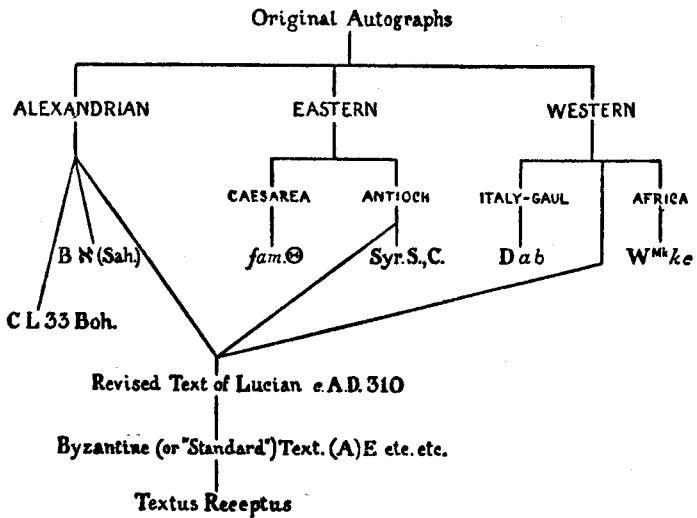 Original Autographs
ALEXANDRIAN EASTERN WESTERN
CAESAREA ANTIOCH ITALY-GAUL AFRICA
B ℵ (Sah.) fam.Θ Syr. S., C. D a b W^Mk k e
C L 33 Boh.
Revised Text of Lucian c. A.D. 310
Byzantine (or "Standard") Text. (A) E etc. etc.
Textus Receptus